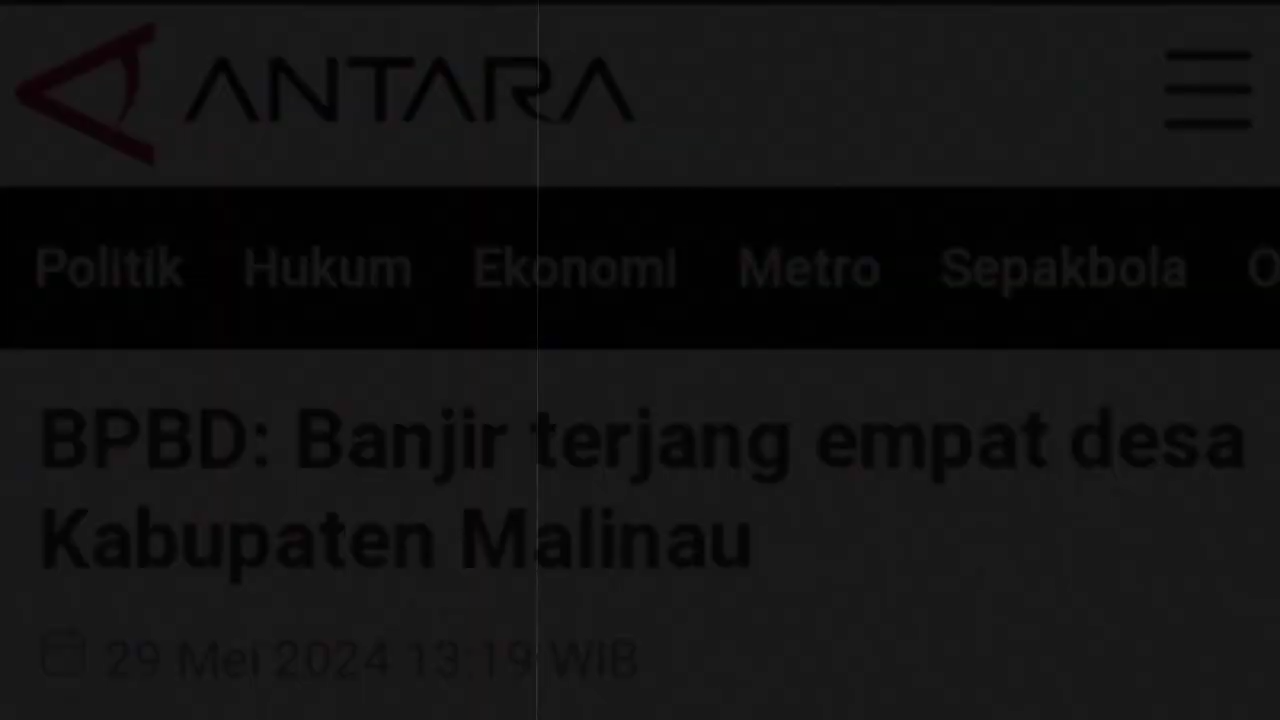 ANTARA
Politik Hukum Ekonomi Metro Sepakbola O
BPBD: Banjir terjang empat desa
Kabupaten Malinau
29 Mei 2024 13:19 WIB